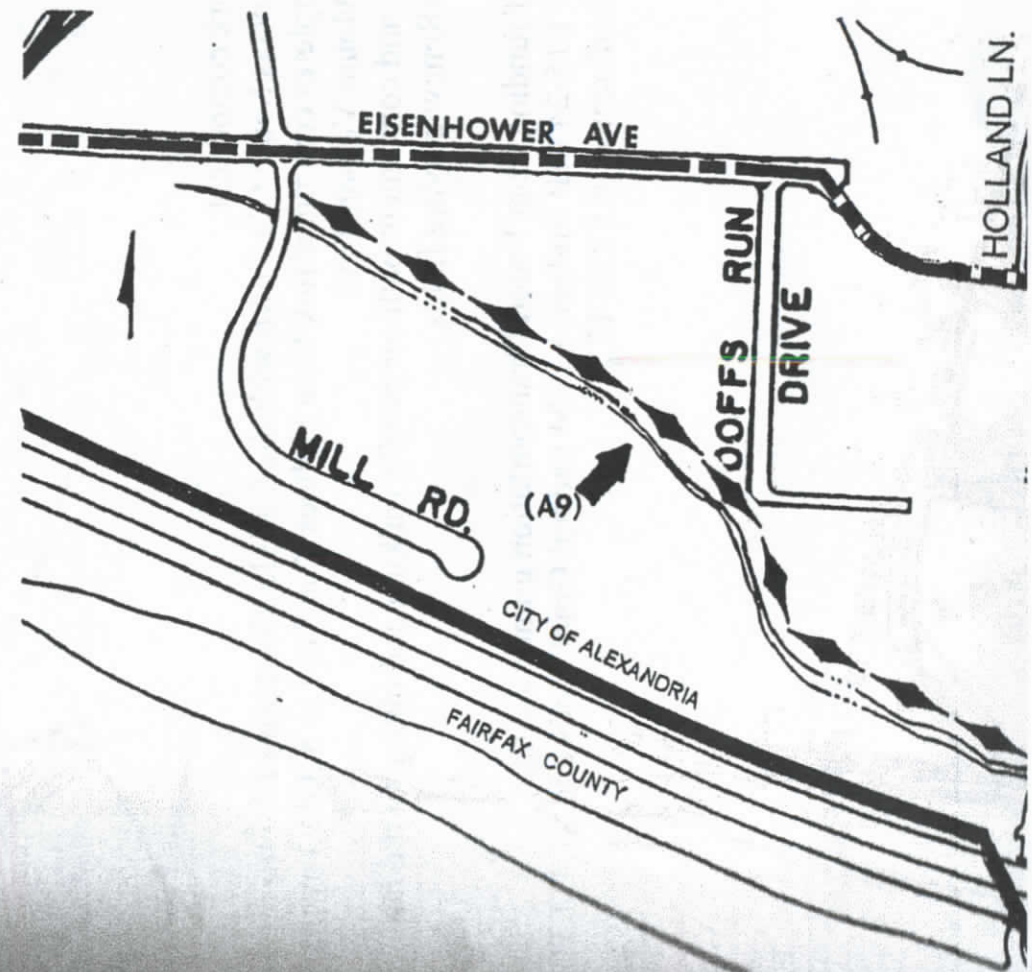 HOLLAND LN.
EISENHOWER AVE
OOFFS RUN
DRIVE
MILL RD.
(A9)
CITY OF ALEXANDRIA
FAIRFAX COUNTY